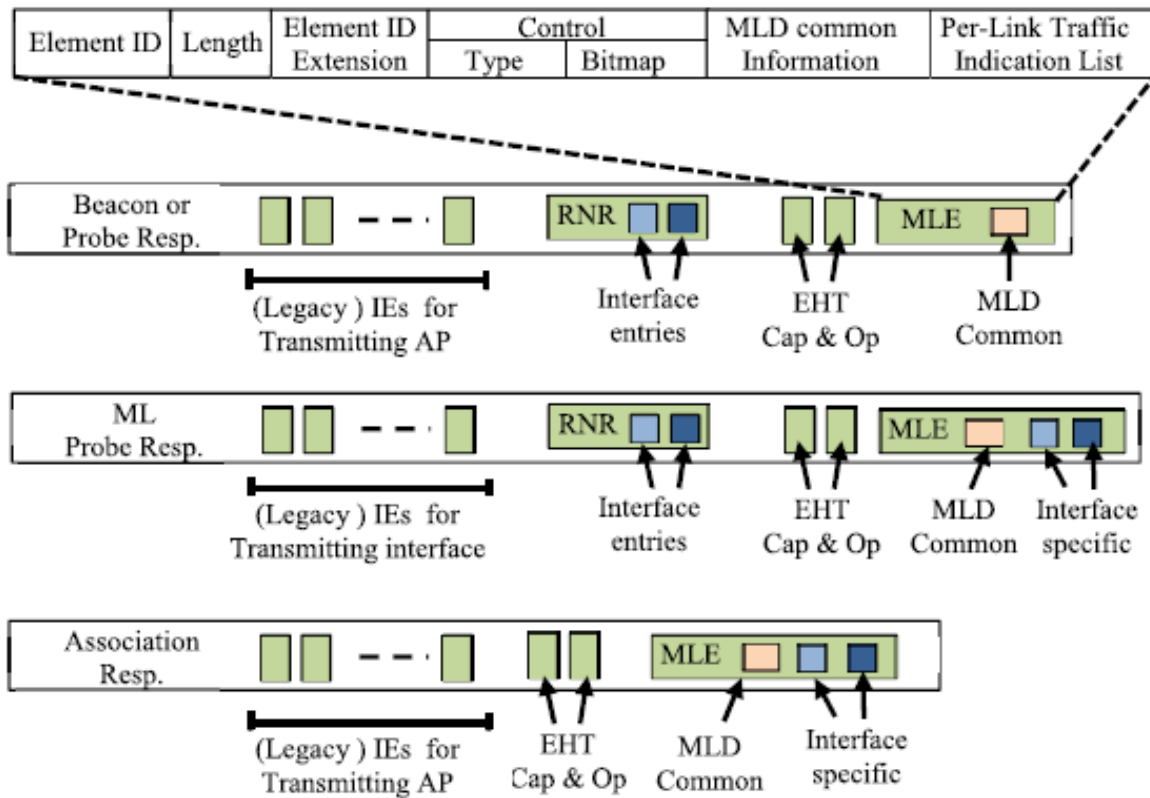 Element ID
Length
Element ID
Extension
Control
Type
Bitmap
MLD common
Information
Per-Link Traffic
Indication List
Beacon or
Probe Resp.
RNR
MLE
(Legacy ) IEs for
Transmitting AP
Interface
entries
EHT
Cap & Op
MLD
Common
ML
Probe Resp.
RNR
MLE
(Legacy ) IEs for
Transmitting interface
Interface
entries
EHT
Cap & Op
MLD
Common
Interface
specific
Association
Resp.
MLE
(Legacy ) IEs for
Transmitting AP
EHT
Cap & Op
MLD
Common
Interface
specific